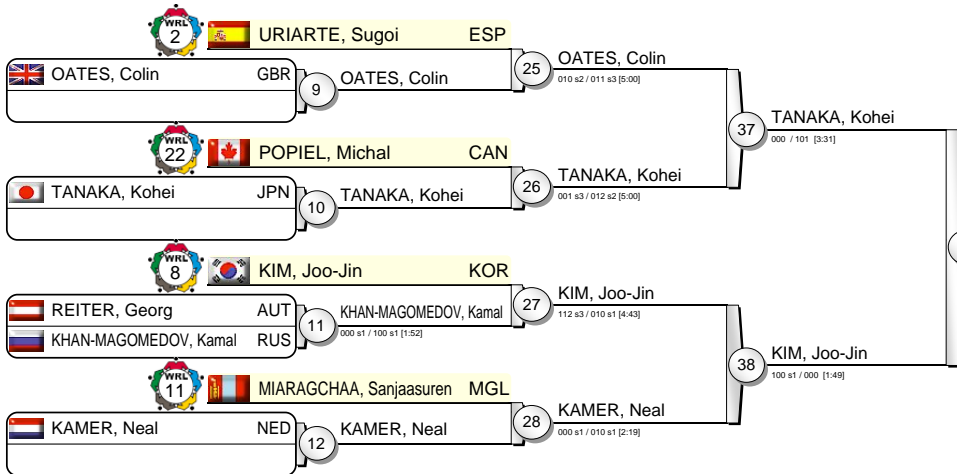 WRL
2
URIARTE, Sugoi ESP
OATES, Colin GBR
9
OATES, Colin
25
OATES, Colin
010 s2 / 011 s3 [5:00]
WRL
22
POPIEL, Michal CAN
TANAKA, Kohei JPN
10
TANAKA, Kohei
26
TANAKA, Kohei
001 s3 / 012 s2 [5:00]
37
TANAKA, Kohei
000 / 101 [3:31]
WRL
8
KIM, Joo-Jin KOR
REITER, Georg AUT
KHAN-MAGOMEDOV, Kamal RUS
11
KHAN-MAGOMEDOV, Kamal
000 s1 / 100 s1 [1:52]
27
KIM, Joo-Jin
112 s3 / 010 s1 [4:43]
WRL
11
MIARAGCHAA, Sanjaasuren MGL
KAMER, Neal NED
12
KAMER, Neal
28
KAMER, Neal
000 s1 / 010 s1 [2:19]
38
KIM, Joo-Jin
100 s1 / 000 [1:49]